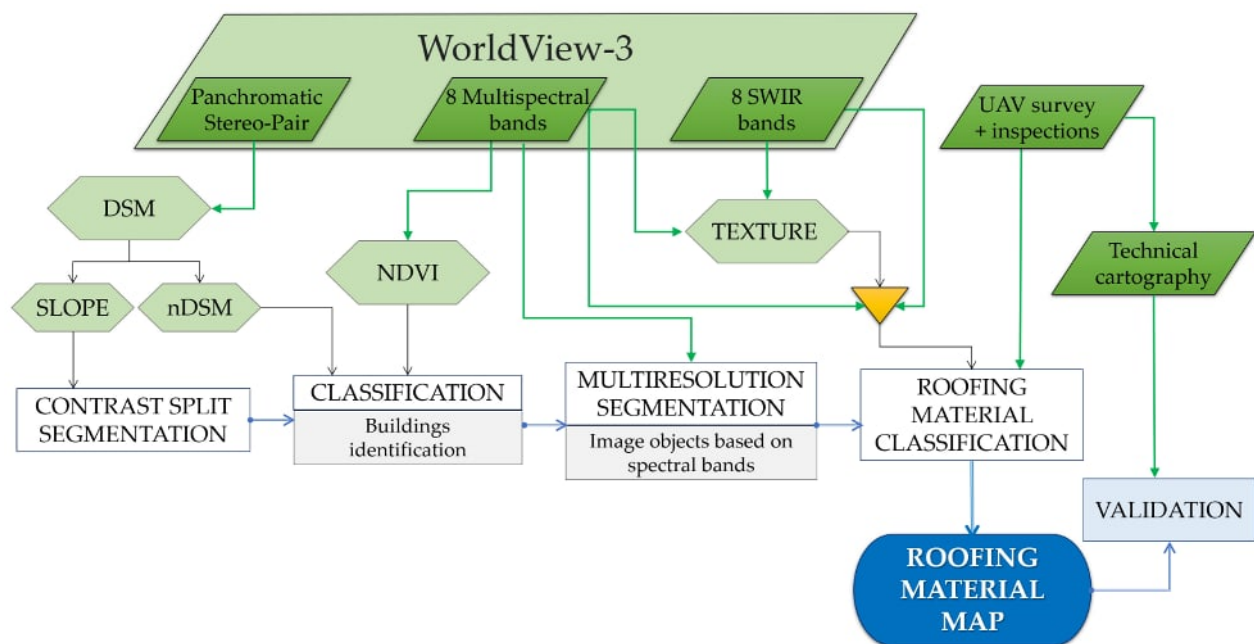 WorldView-3
Panchromatic
Stereo-Pair
8 Multispectral
bands
8 SWIR
bands
UAV survey
+ inspections
DSM
TEXTURE
NDVI
Technical
cartography
SLOPE
nDSM
CONTRAST SPLIT
SEGMENTATION
CLASSIFICATION
Buildings
identification
MULTIRESOLUTION
SEGMENTATION
Image objects based on
spectral bands
ROOFING
MATERIAL
CLASSIFICATION
VALIDATION
ROOFING
MATERIAL
MAP